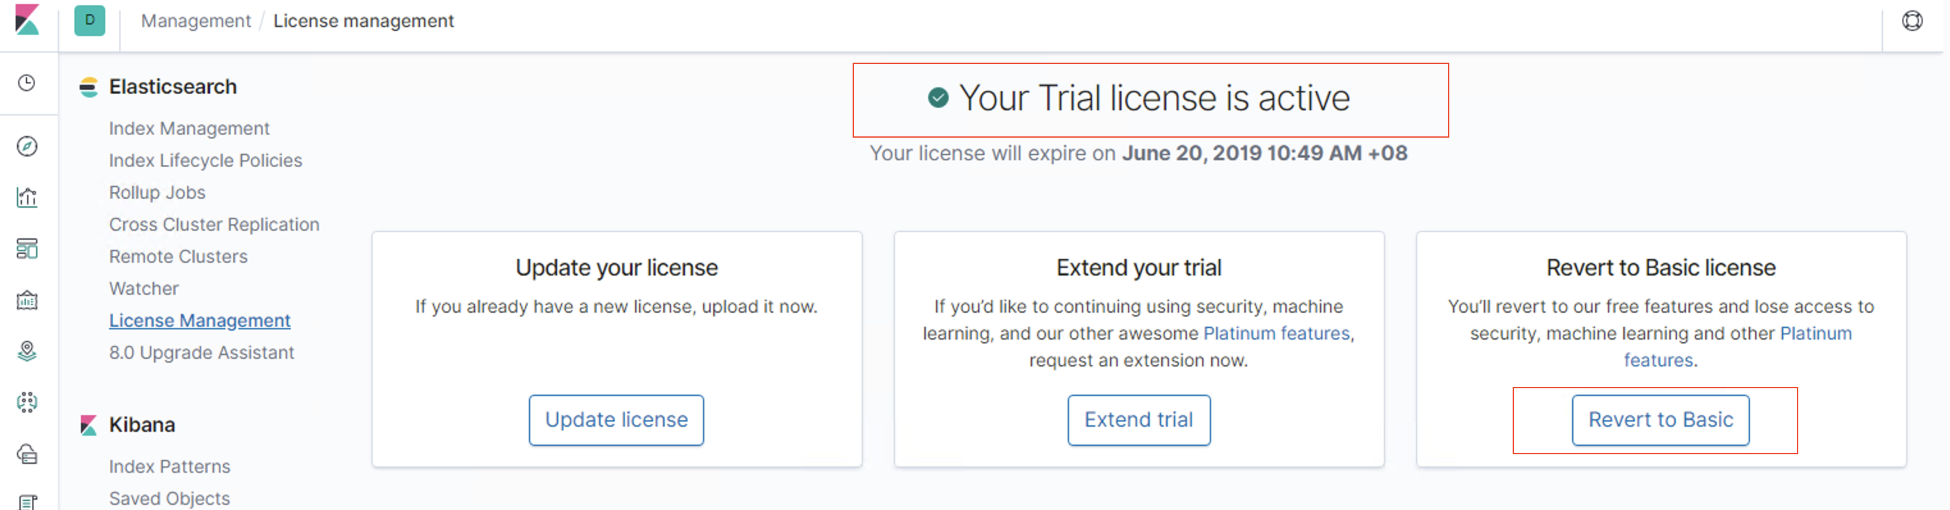 D
Management / License management
Elasticsearch
Index Management
Index Lifecycle Policies
Rollup Jobs
Cross Cluster Replication
Remote Clusters
Watcher
License Management
8.0 Upgrade Assistant
Kibana
Index Patterns
Saved Objects
Your Trial license is active
Your license will expire on June 20, 2019 10:49 AM +08
Update your license
If you already have a new license, upload it now.
Update license
Extend your trial
If you’d like to continuing using security, machine
learning, and our other awesome Platinum features,
request an extension now.
Extend trial
Revert to Basic license
You’ll revert to our free features and lose access to
security, machine learning and other Platinum
features.
Revert to Basic